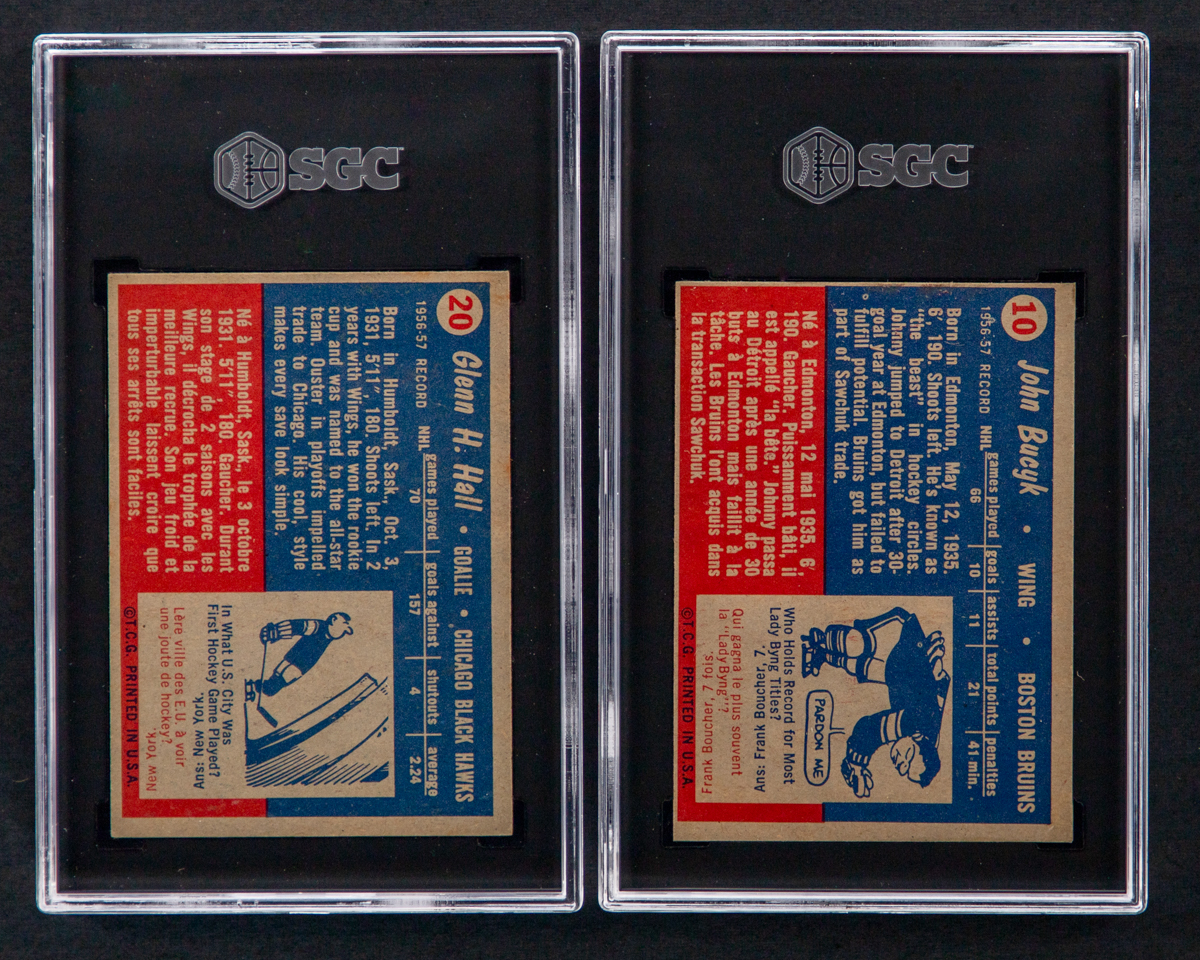 SGC
20 Glenn H. Hall • GOALIE • CHICAGO BLACK HAWKS
1956-57 RECORD NHL games played goals against shutouts average
70 157 4 2.24
Born in Humboldt, Sask., Oct. 3,
1931. 5'11", 180. Shoots left. In 2
years with Wings, he won the rookie
cup and was named to the all-star
team. Ouster in playoffs impelled
trade to Chicago. His cool, style
makes every save look simple.
Né à Humboldt, Sask, le 3 octobre
1931. 5'11", 180 Gaucher. Durant
son stage de 2 saisons avec les
Wings, il décrocha le trophée de la
meilleure recrue. Son jeu froid et
imperturbable laissent croire que
tous ses arrêts sont faciles.
In What U.S. City Was
First Hockey Game Played?
Ans: New York.
Lère ville des E.U. à voir
une joute de hockey?
New York.
©T.C.G. PRINTED IN U.S.A.
SGC
10 John Bucyk • WING • BOSTON BRUINS
1956-57 RECORD NHL games played goals assists total points penalties
66 10 11 21 41 min.
Born in Edmonton, May, 12, 1935.
6', 190. Shoots left. He's known as
"the beast" in hockey circles.
Johnny jumped to Detroit after 30-
goal year at Edmonton, but failed to
fulfill potential. Bruins got him as
part of Sawchuk trade.
Né à Edmonton, 12 mai 1935. 6',
190. Gaucher. Puissament bâti, il
est appellé "la bête," Johnny passa
au Détroit après une année de 30
buts à Edmonton mais faillit à la
tâche. Les Bruins l'ont acquis dans
la transaction Sawchuk.
PARDON ME
Who Holds Record for Most
Lady Byng Titles?
Ans: Frank Boucher, 7.
Qui gagna le plus souvent
la "Lady Byng"?
Frank Boucher, 7 fois.
©T.C.G. PRINTED IN U.S.A.